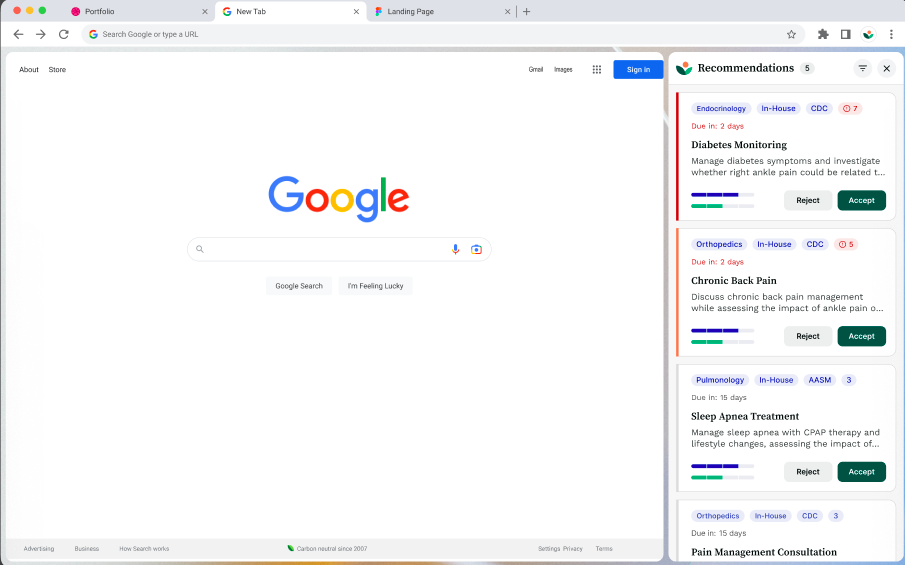 Portfolio
New Tab
Landing Page
Search Google or type a URL
About Store
Gmail Images
Sign in
Google
Google Search
I'm Feeling Lucky
Advertising Business How Search works
Carbon neutral since 2007
Settings Privacy Terms
Recommendations 5
Endocrinology In-House CDC 7
Due in: 2 days
Diabetes Monitoring
Manage diabetes symptoms and investigate
whether right ankle pain could be related t...
Reject Accept
Orthopedics In-House CDC 5
Due in: 2 days
Chronic Back Pain
Discuss chronic back pain management
while assessing the impact of ankle pain o...
Reject Accept
Pulmonology In-House AASM 3
Due in: 15 days
Sleep Apnea Treatment
Manage sleep apnea with CPAP therapy and
lifestyle changes, assessing the impact of...
Reject Accept
Orthopedics In-House CDC 3
Due in: 15 days
Pain Management Consultation